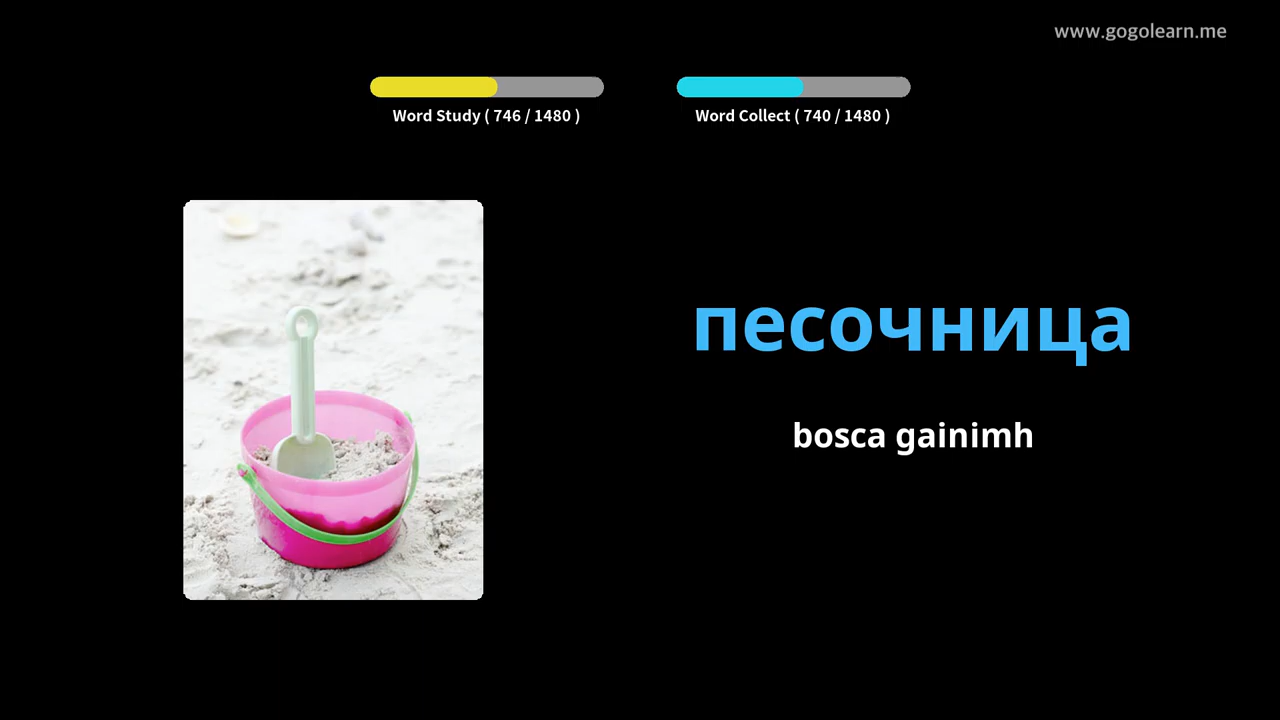 www.gogolearn.me
Word Study ( 746 / 1480 )
Word Collect ( 740 / 1480 )
песочница
bosca gainimh